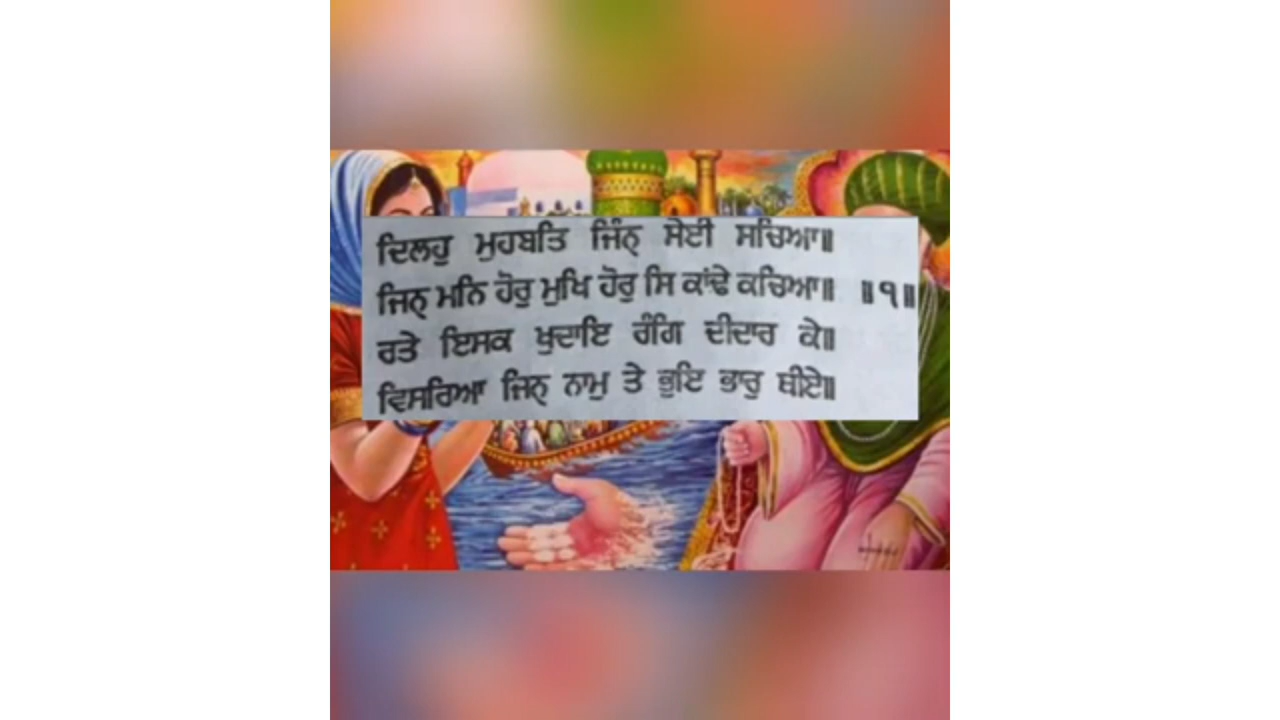 ਦਿਲਹੁ ਮੁਹਬਤਿ ਜਿੰਨੑ ਸੇਈ ਸਚਿਆ॥
ਜਿਨੑ ਮਨਿ ਹੋਰੁ ਮੁਖਿ ਹੋਰੁ ਸਿ ਕਾਂਢੇ ਕਚਿਆ॥ ॥੧॥
ਰਤੇ ਇਸਕ ਖੁਦਾਇ ਰੰਗਿ ਦੀਦਾਰ ਕੇ॥
ਵਿਸਰਿਆ ਜਿਨੑ ਨਾਮੁ ਤੇ ਭੁਇ ਭਾਰੁ ਥੀਏ॥